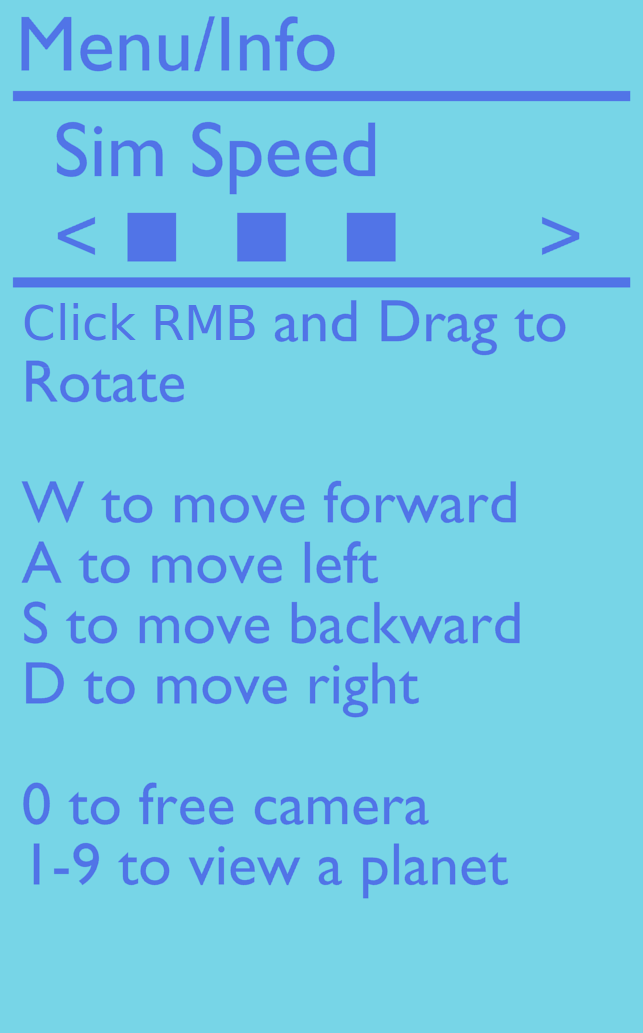 Menu/Info
Sim Speed
< ■ ■ ■ >
Click RMB and Drag to
Rotate
W to move forward
A to move left
S to move backward
D to move right
0 to free camera
1-9 to view a planet